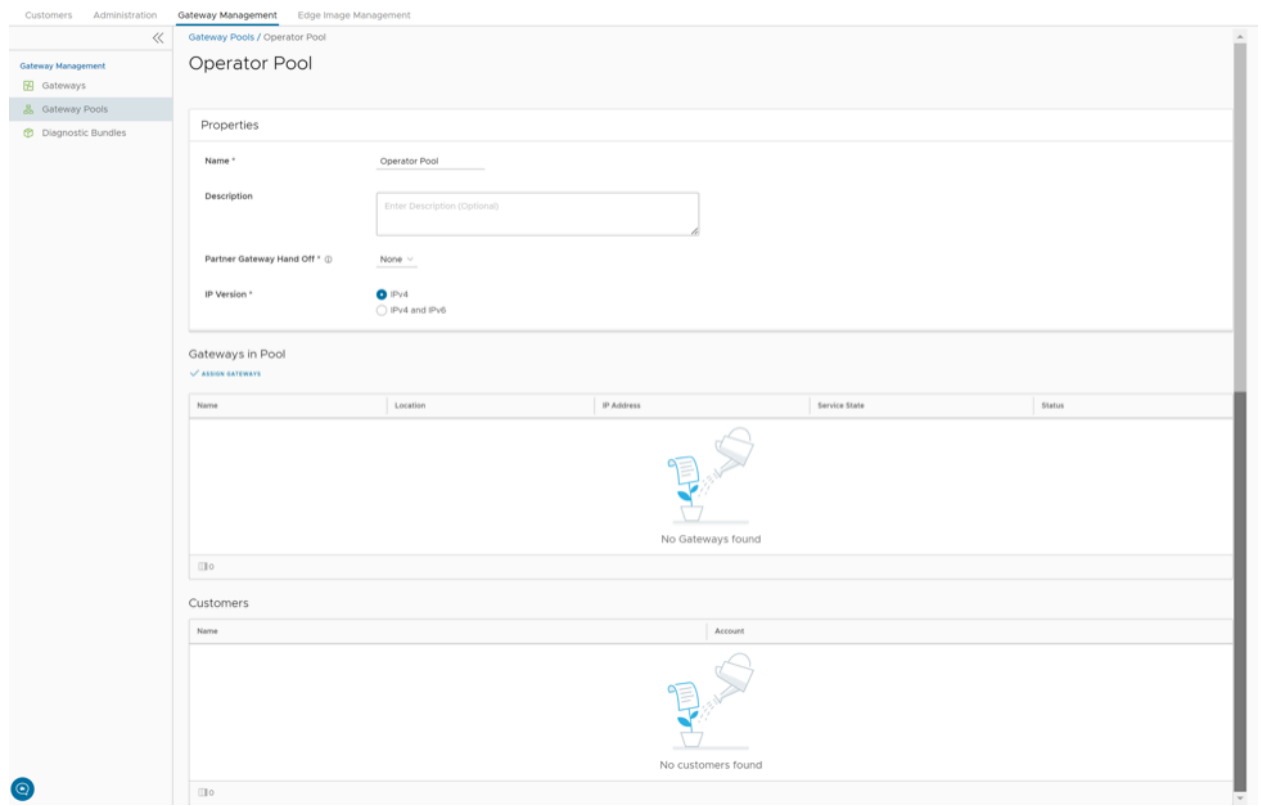 Customers Administration Gateway Management Edge Image Management
Gateway Management
Gateways
Gateway Pools
Diagnostic Bundles
Gateway Pools / Operator Pool
Operator Pool
Properties
Name * Operator Pool
Description Enter Description (Optional)
Partner Gateway Hand Off * None
IP Version * IPv4
IPv4 and IPv6
Gateways in Pool
ASSIGN GATEWAYS
Name Location IP Address Service State Status
No Gateways found
0
Customers
Name Account
No customers found
0